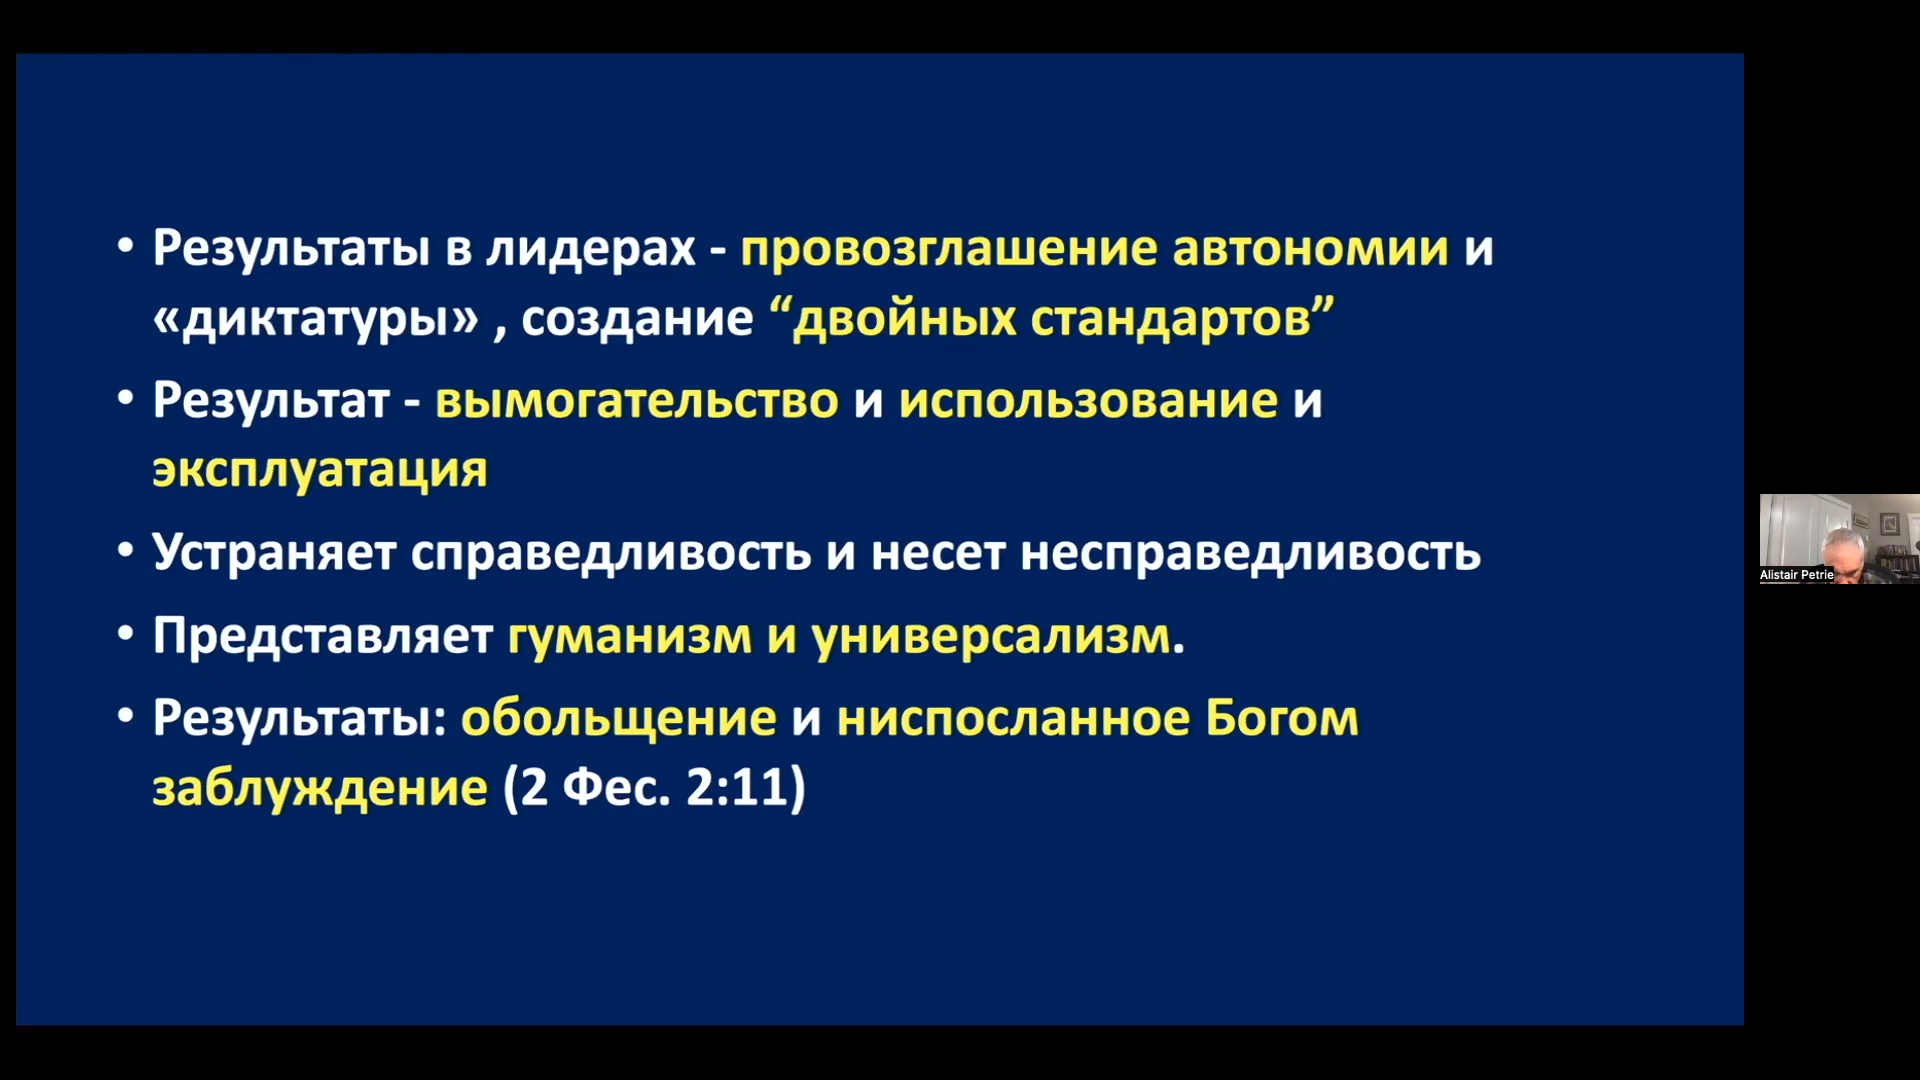 • Результаты в лидерах - провозглашение автономии и
«диктатуры» , создание “двойных стандартов”
• Результат - вымогательство и использование и
эксплуатация
• Устраняет справедливость и несет несправедливость
• Представляет гуманизм и универсализм.
• Результаты: обольщение и ниспосланное Богом
заблуждение (2 Фес. 2:11)
Alistair Petrie